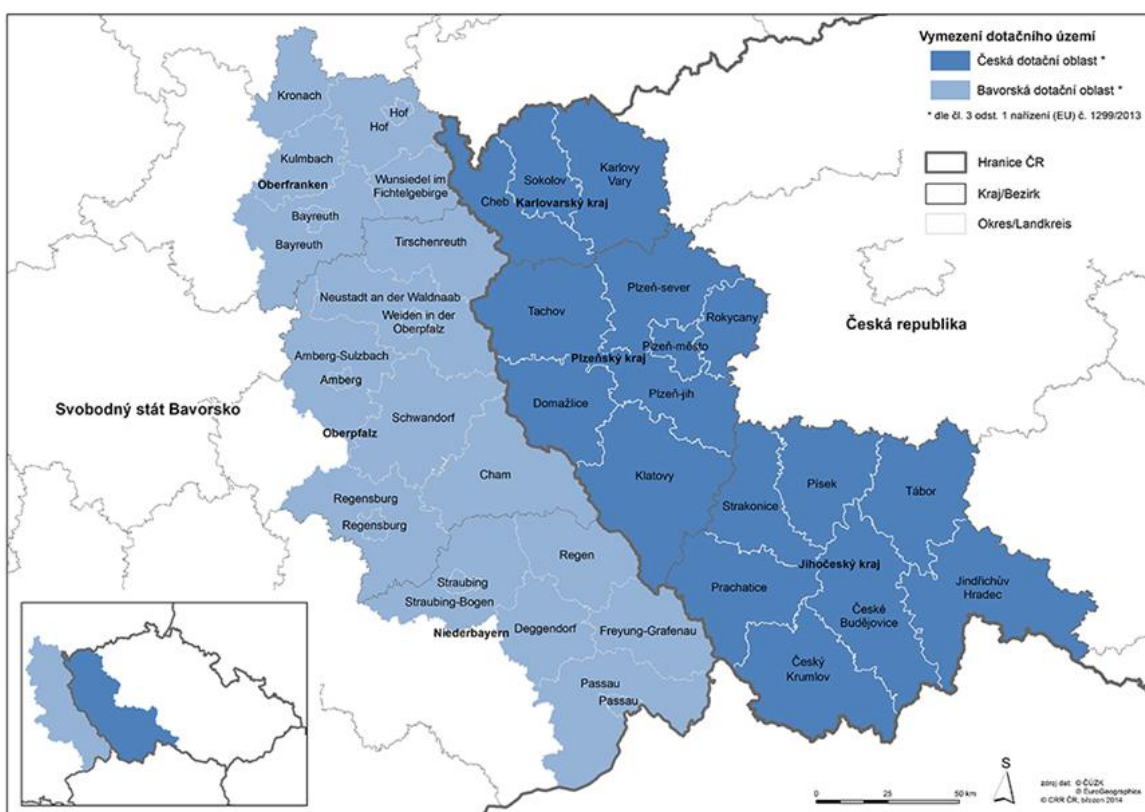 Vymezení dotačního území
Česká dotační oblast *
Bavorská dotační oblast *
* dle čl. 3 odst. 1 nařízení (EU) č. 1299/2013
Hranice ČR
Kraj/Bezirk
Okres/Landkreis
Kronach
Hof
Hof
Kulmbach
Oberfranken
Wunsiedel im
Fichtelgebirge
Bayreuth
Bayreuth
Tirschenreuth
Neustadt an der Waldnaab
Weiden in der
Oberpfalz
Amberg-Sulzbach
Amberg
Svobodný stát Bavorsko
Schwandorf
Oberpfalz
Cham
Regensburg
Regensburg
Regen
Straubing
Straubing-Bogen
Niederbayern
Deggendorf
Freyung-Grafenau
Passau
Passau
Cheb
Sokolov
Karlovy
Vary
Karlovarský kraj
Tachov
Plzeň-sever
Rokycany
Plzeň-město
Plzeňský kraj
Domažlice
Plzeň-jih
Klatovy
Česká republika
Strakonice
Písek
Tábor
Jihočeský kraj
Prachatice
České
Budějovice
Jindřichův
Hradec
Český
Krumlov
S
0 25 50 km
zdroj dat: © ČÚZK
© EuroGeographics
© CRR ČR, březen 2014